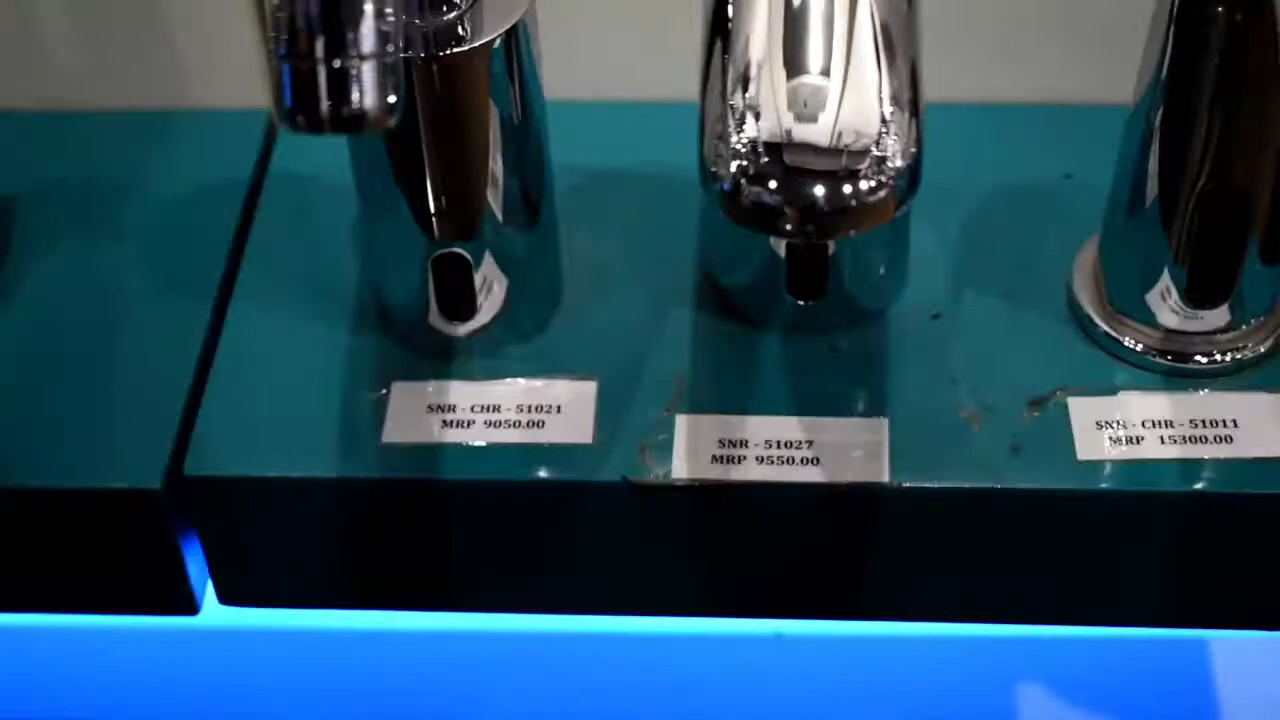 SNR - CHR - 51021
MRP 9050.00
SNR - 51027
MRP 9550.00
SNR - CHR - 51011
MRP 15300.00